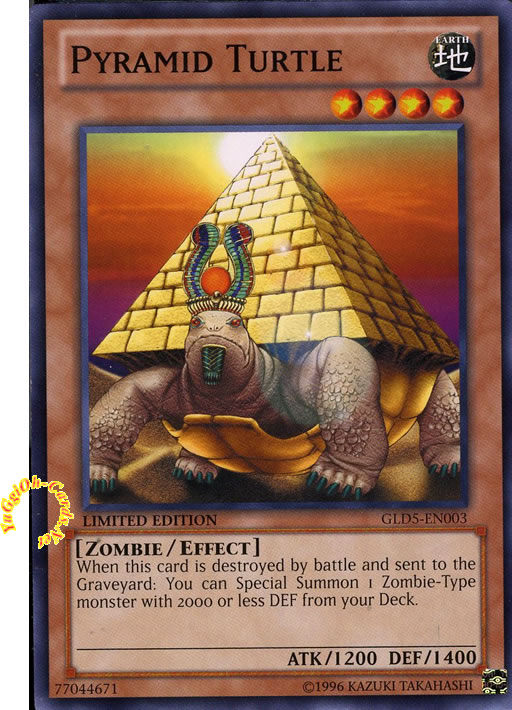 PYRAMID TURTLE
EARTH
地
LIMITED EDITION
GLD5-EN003
[ZOMBIE/EFFECT]
When this card is destroyed by battle and sent to the
Graveyard: You can Special Summon 1 Zombie-Type
monster with 2000 or less DEF from your Deck.
ATK/1200 DEF/1400
77044671
©1996 KAZUKI TAKAHASHI
YuGgiOh-Cards.Net